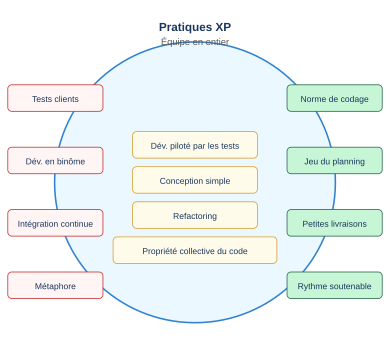 Pratiques XP
Équipe en entier
Tests clients
Norme de codage
Dév. piloté par les tests
Dév. en binôme
Jeu du planning
Conception simple
Refactoring
Intégration continue
Petites livraisons
Propriété collective du code
Métaphore
Rythme soutenable